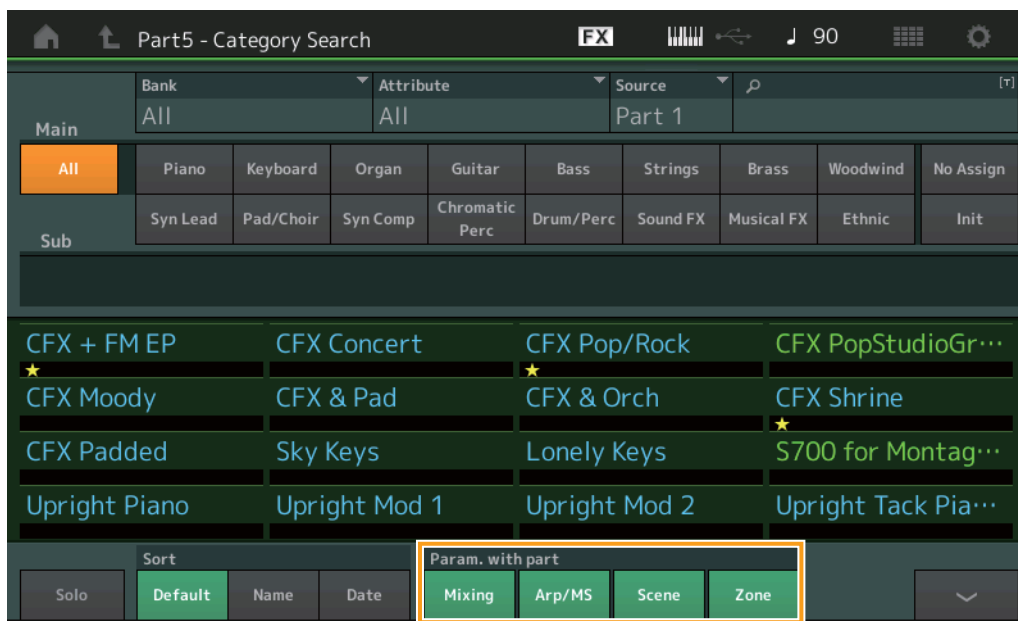 Part5 - Category Search FX 90
Bank Attribute Source [T]
Main All All Part 1
All Piano Keyboard Organ Guitar Bass Strings Brass Woodwind No Assign
Sub Syn Lead Pad/Choir Syn Comp Chromatic Perc Drum/Perc Sound FX Musical FX Ethnic Init
CFX + FM EP CFX Concert CFX Pop/Rock CFX PopStudioGr···
CFX Moody CFX & Pad CFX & Orch CFX Shrine
CFX Padded Sky Keys Lonely Keys S700 for Montag···
Upright Piano Upright Mod 1 Upright Mod 2 Upright Tack Pia···
Sort Param. with part
Solo Default Name Date Mixing Arp/MS Scene Zone